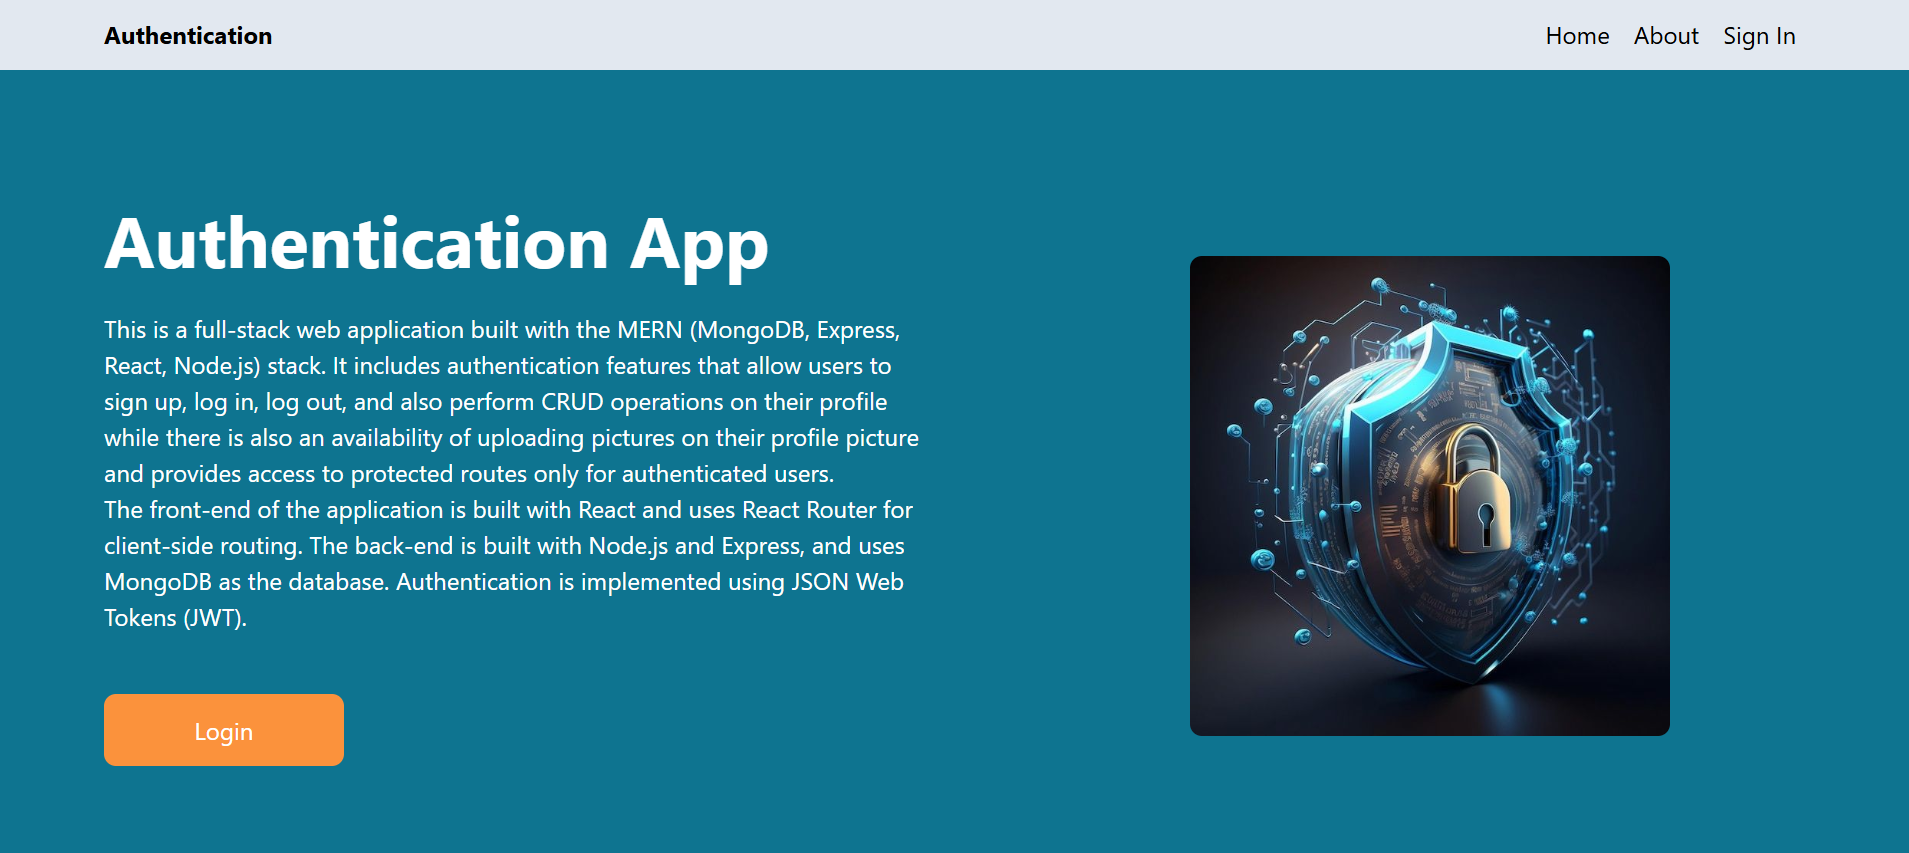 Authentication
Home About Sign In
Authentication App
This is a full-stack web application built with the MERN (MongoDB, Express,
React, Node.js) stack. It includes authentication features that allow users to
sign up, log in, log out, and also perform CRUD operations on their profile
while there is also an availability of uploading pictures on their profile picture
and provides access to protected routes only for authenticated users.
The front-end of the application is built with React and uses React Router for
client-side routing. The back-end is built with Node.js and Express, and uses
MongoDB as the database. Authentication is implemented using JSON Web
Tokens (JWT).
Login